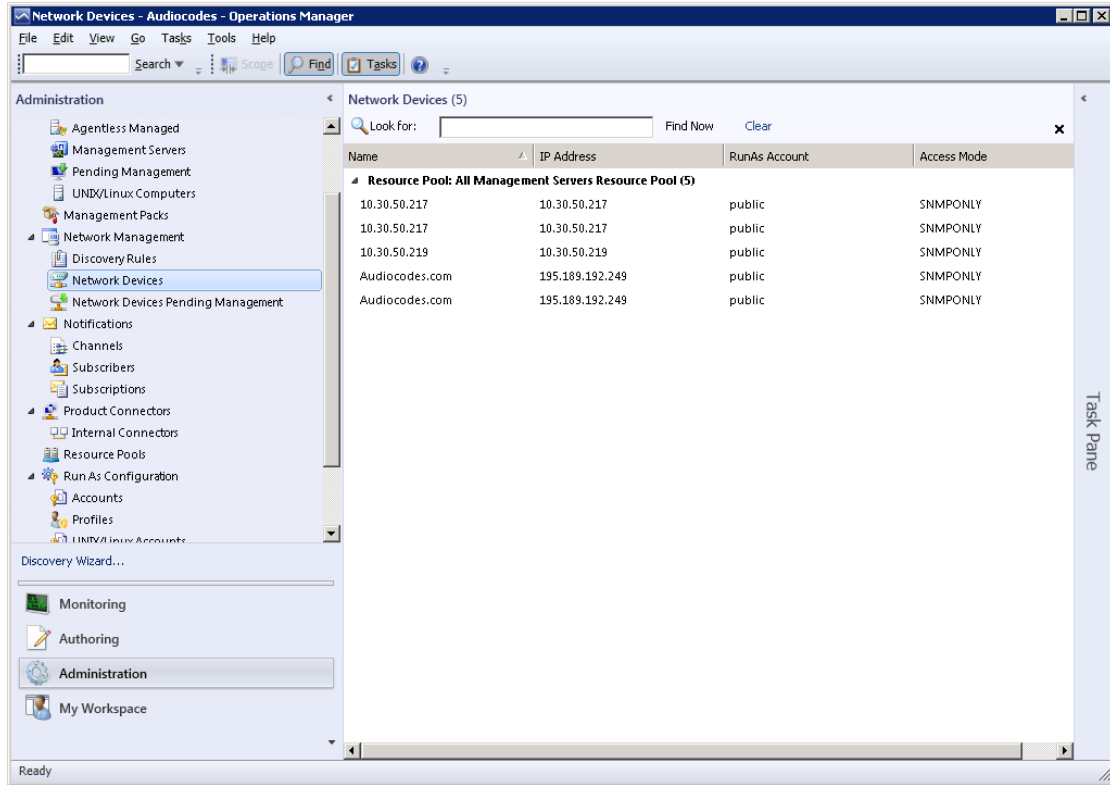 Network Devices - Audiocodes - Operations Manager
File Edit View Go Tasks Tools Help
Search Scope Find Tasks
Administration
Agentless Managed
Management Servers
Pending Management
UNIX/Linux Computers
Management Packs
Network Management
Discovery Rules
Network Devices
Network Devices Pending Management
Notifications
Channels
Subscribers
Subscriptions
Product Connectors
Internal Connectors
Resource Pools
Run As Configuration
Accounts
Profiles
UNIX/Linux Accounts
Discovery Wizard...
Monitoring
Authoring
Administration
My Workspace
Network Devices (5)
Look for: Find Now Clear
Name IP Address RunAs Account Access Mode
Resource Pool: All Management Servers Resource Pool (5)
10.30.50.217 10.30.50.217 public SNMPONLY
10.30.50.217 10.30.50.217 public SNMPONLY
10.30.50.219 10.30.50.219 public SNMPONLY
Audiocodes.com 195.189.192.249 public SNMPONLY
Audiocodes.com 195.189.192.249 public SNMPONLY
Task Pane
Ready